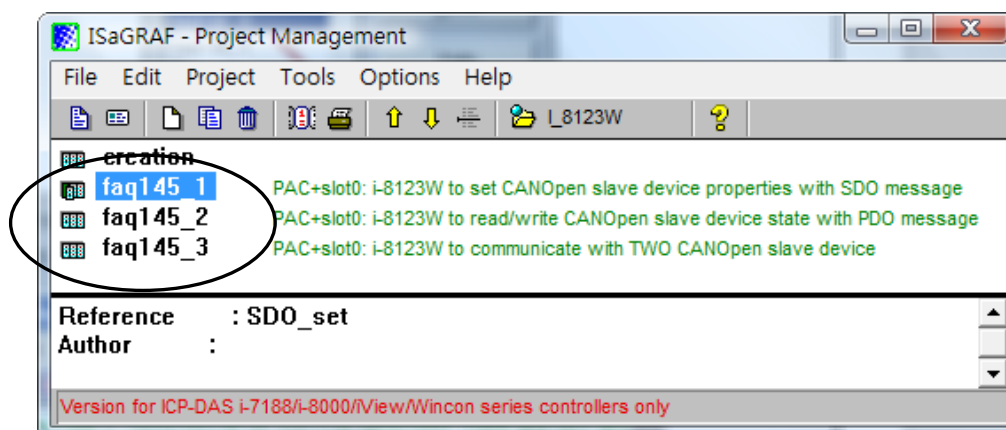 ISaGRAF - Project Management
File Edit Project Tools Options Help
I_8123W
creation
faq145_1 PAC+slot0: i-8123W to set CANOpen slave device properties with SDO message
faq145_2 PAC+slot0: i-8123W to read/write CANOpen slave device state with PDO message
faq145_3 PAC+slot0: i-8123W to communicate with TWO CANOpen slave device
Reference : SDO_set
Author :
Version for ICP-DAS i-7188/i-8000/iView/Wincon series controllers only